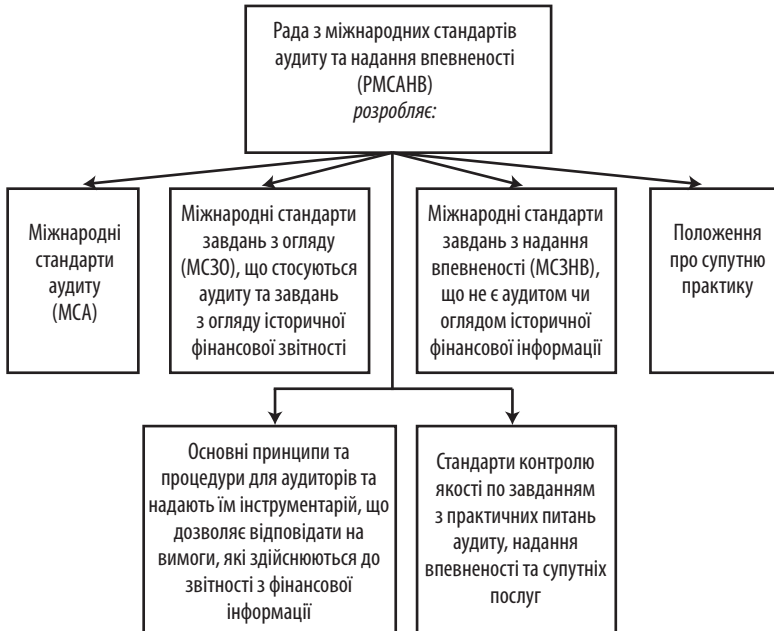 Рада з міжнародних стандартів
аудиту та надання впевненості
(РМСАНВ)
розробляє:
Міжнародні
стандарти
аудиту
(МСА)
Міжнародні стандарти
завдань з огляду
(МСЗО), що стосуються
аудиту та завдань
з огляду історичної
фінансової звітності
Міжнародні стандарти
завдань з надання
впевненості (МСЗНВ),
що не є аудитом чи
оглядом історичної
фінансової інформації
Положення
про супутню
практику
Основні принципи та
процедури для аудиторів та
надають їм інструментарій, що
дозволяє відповідати на
вимоги, які здійснюються до
звітності з фінансової
інформації
Стандарти контролю
якості по завданням
з практичних питань
аудиту, надання
впевненості та супутніх
послуг